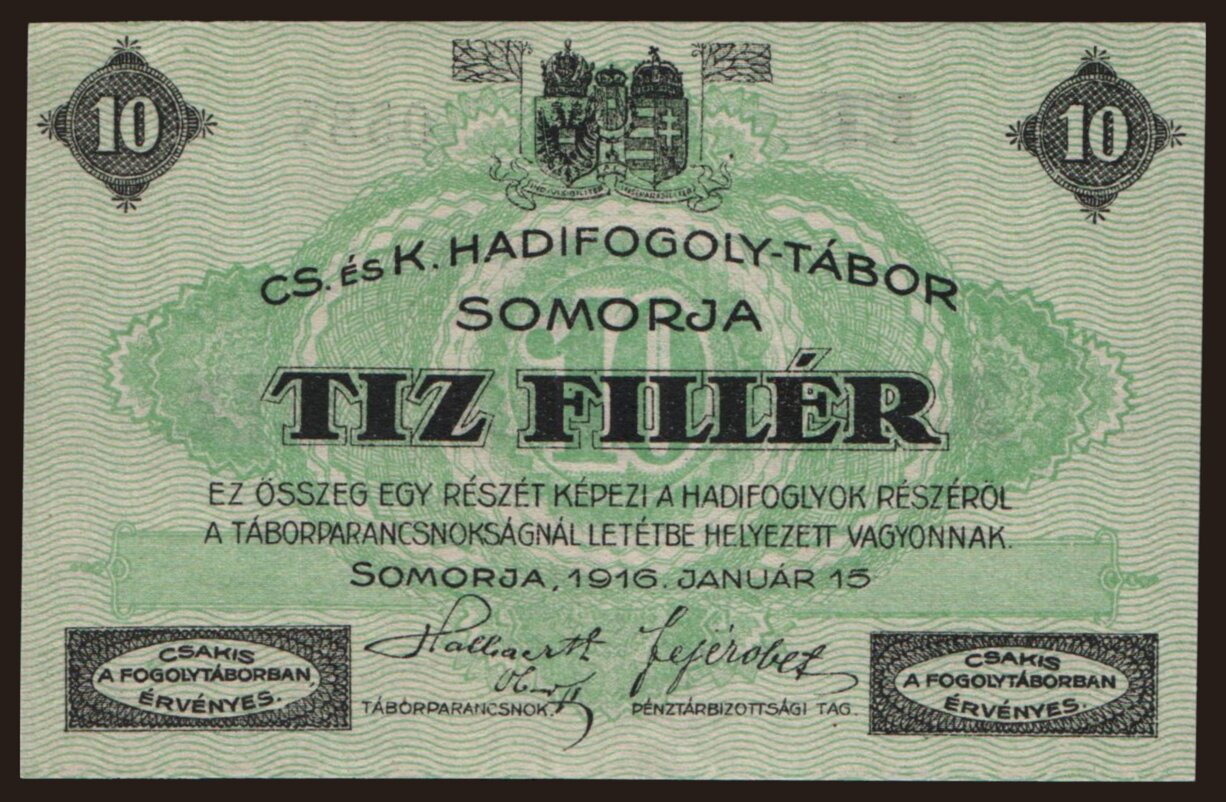 10
10
CS. ÉS K. HADIFOGOLY-TÁBOR
SOMORJA
10
TIZ FILLÉR
EZ ÖSSZEG EGY RÉSZÉT KÉPEZI A HADIFOGLYOK RÉSZÉRŐL
A TÁBORPARANCSNOKSÁGNÁL LETÉTBE HELYEZETT VAGYONNAK.
SOMORJA, 1916. JANUÁR 15
CSAKIS
A FOGOLYTÁBORBAN
ÉRVÉNYES.
TÁBORPARANCSNOK.
PÉNZTÁRBIZOTTSÁGI TAG.
CSAKIS
A FOGOLYTÁBORBAN
ÉRVÉNYES.